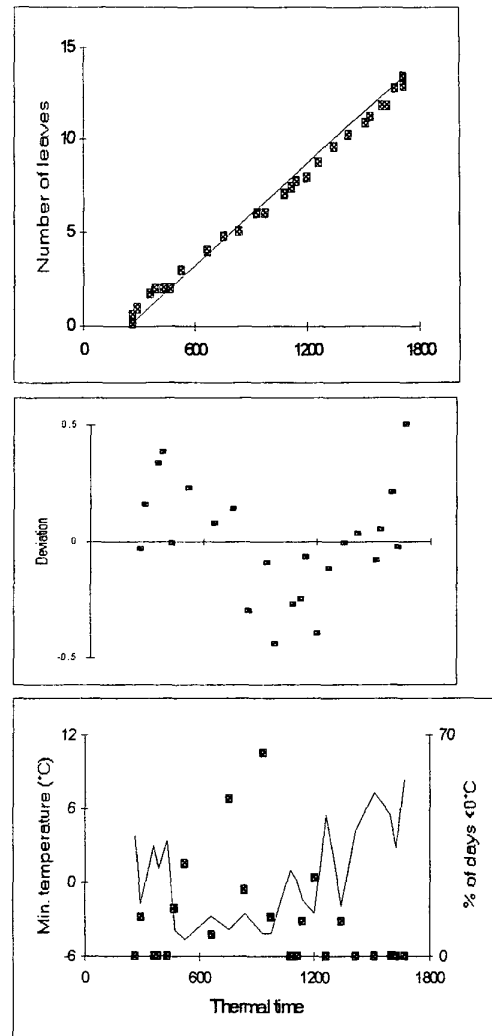 15
10
5
0
Number of leaves
0 600 1200 1800
0.5
0
-0.5
Deviation
12
6
0
-6
Min. temperature (°C)
70
0
% of days <0°C
0 600 1200 1800
Thermal time